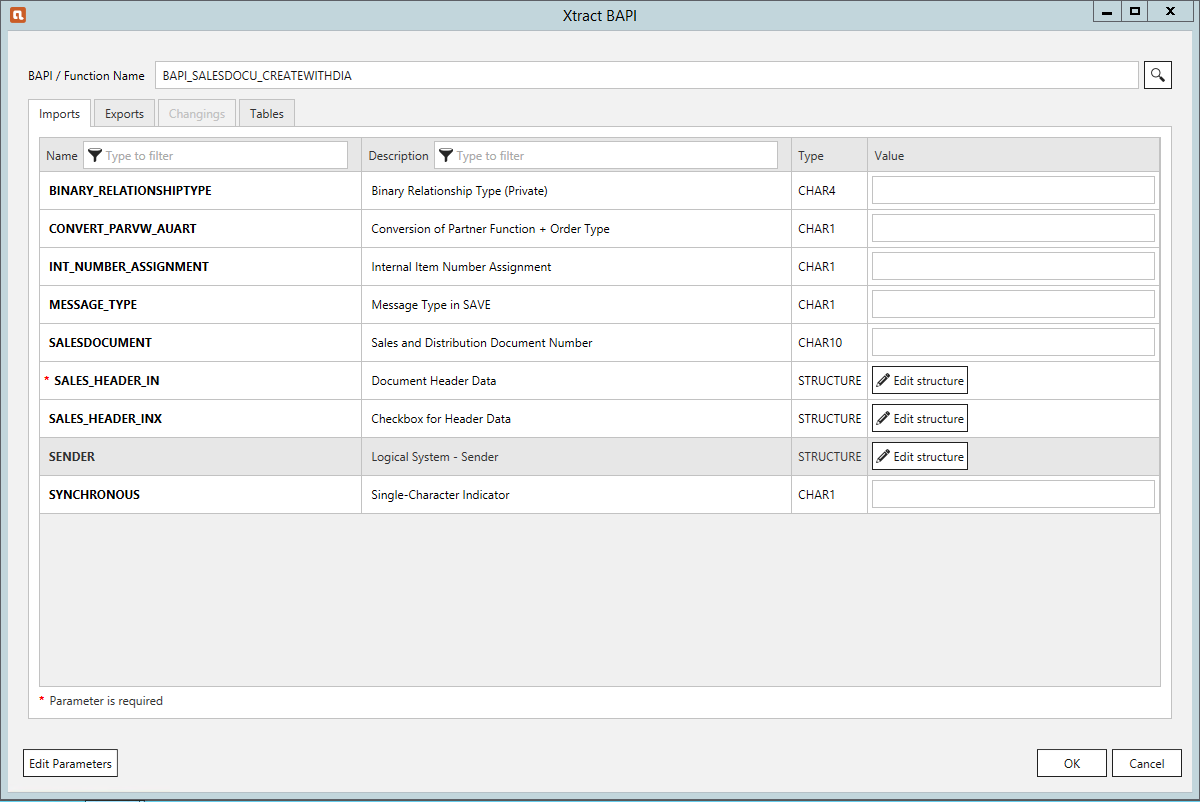 Xtract BAPI
BAPI / Function Name BAPI_SALESDOCU_CREATEWITHDIA
Imports Exports Changings Tables
Name Type to filter Description Type to filter Type Value
BINARY_RELATIONSHIPTYPE Binary Relationship Type (Private) CHAR4
CONVERT_PARVW_AUART Conversion of Partner Function + Order Type CHAR1
INT_NUMBER_ASSIGNMENT Internal Item Number Assignment CHAR1
MESSAGE_TYPE Message Type in SAVE CHAR1
SALESDOCUMENT Sales and Distribution Document Number CHAR10
* SALES_HEADER_IN Document Header Data STRUCTURE Edit structure
SALES_HEADER_INX Checkbox for Header Data STRUCTURE Edit structure
SENDER Logical System - Sender STRUCTURE Edit structure
SYNCHRONOUS Single-Character Indicator CHAR1
* Parameter is required
Edit Parameters OK Cancel